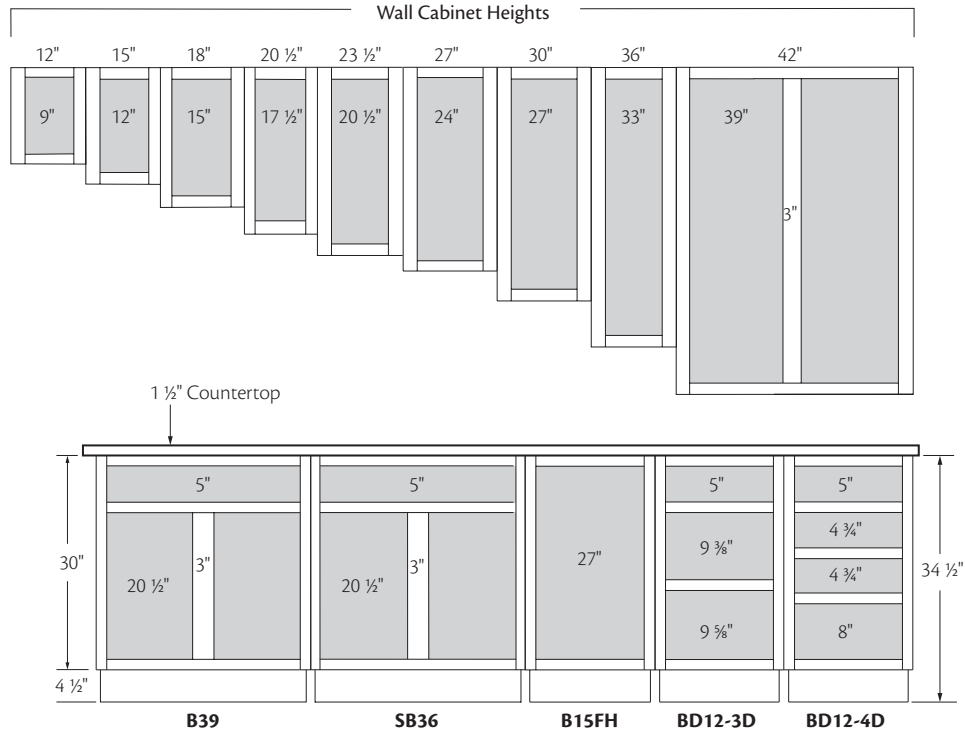 Wall Cabinet Heights
12" 15" 18" 20 ½" 23 ½" 27" 30" 36" 42"
9" 12" 15" 17 ½" 20 ½" 24" 27" 33" 39"
3"
1 ½" Countertop
5" 5" 5" 5"
4 ¾"
9 ⅜"
30" 20 ½" 3" 20 ½" 3" 27" 34 ½"
4 ¾"
9 ⅝" 8"
4 ½"
B39 SB36 B15FH BD12-3D BD12-4D